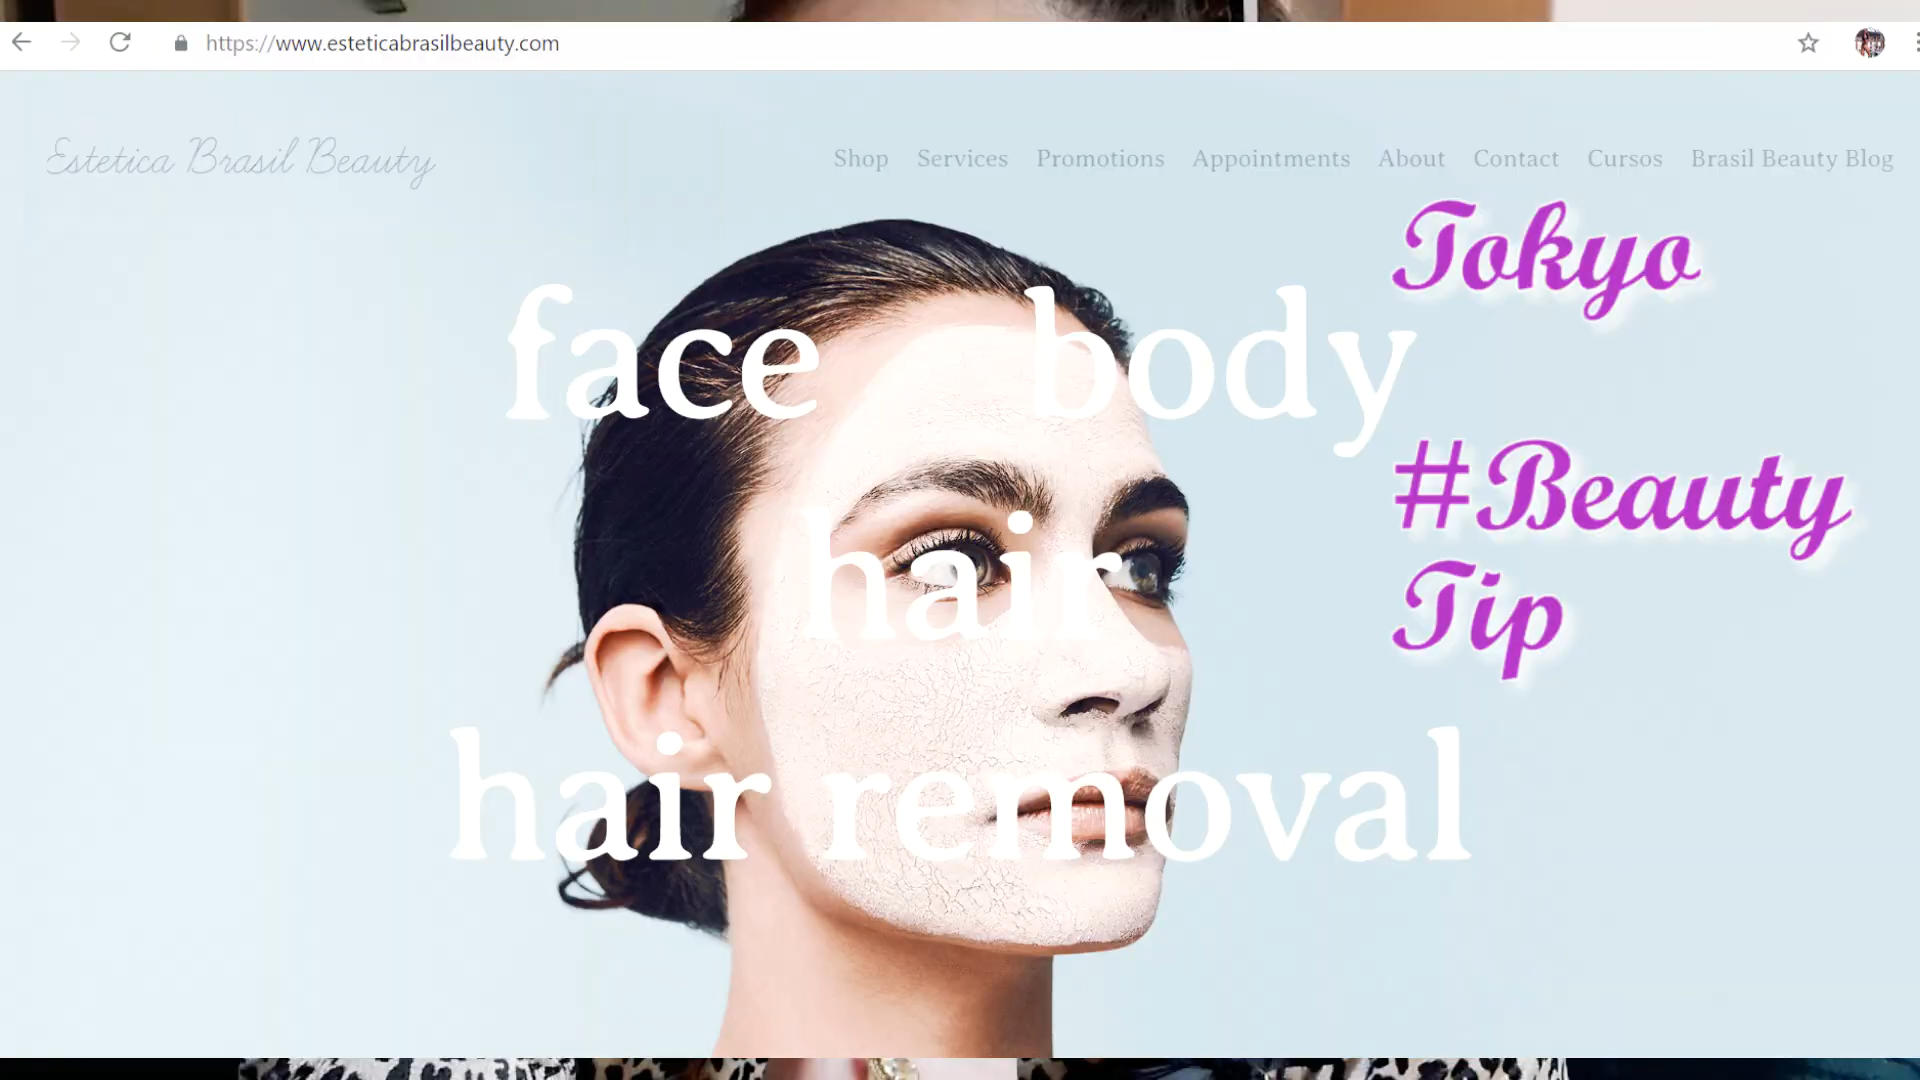 https://www.esteticabrasilbeauty.com
Estetica Brasil Beauty
Shop Services Promotions Appointments About Contact Cursos Brasil Beauty Blog
Tokyo
face body
#Beauty
Tip
hair
hair removal